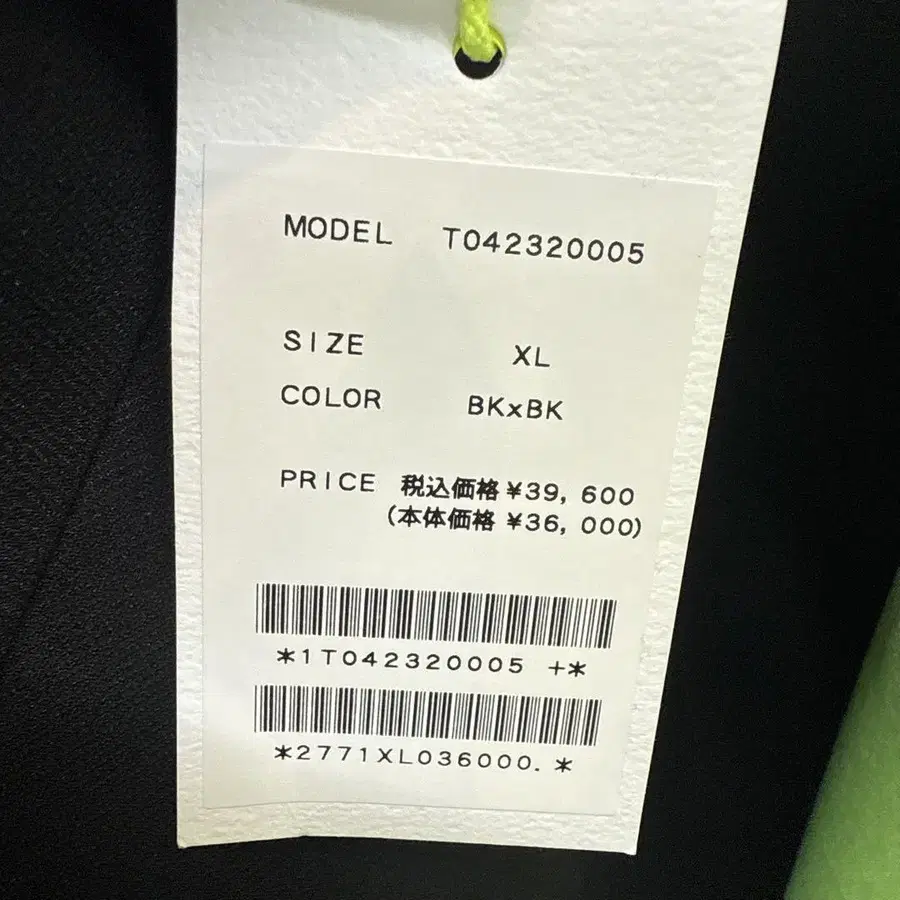 MODEL T042320005
SIZE XL
COLOR BKxBK
PRICE 税込価格 ¥39,600
(本体価格 ¥36,000)
*1T042320005 +*
*2771XL036000.*